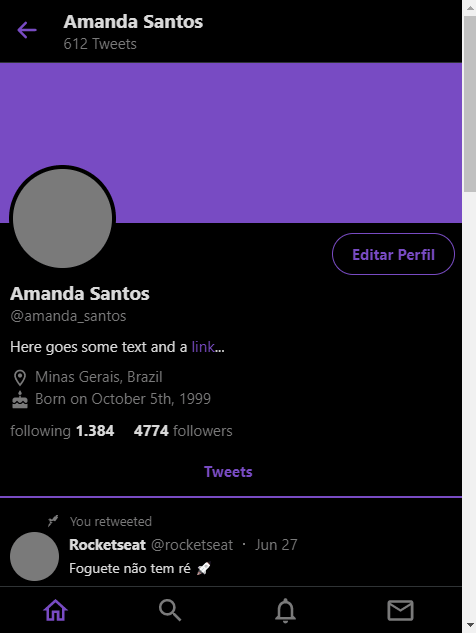 Amanda Santos
612 Tweets
Editar Perfil
Amanda Santos
@amanda_santos
Here goes some text and a link...
Minas Gerais, Brazil
Born on October 5th, 1999
following 1.384 4774 followers
Tweets
You retweeted
Rocketseat @rocketseat · Jun 27
Foguete não tem ré 🚀